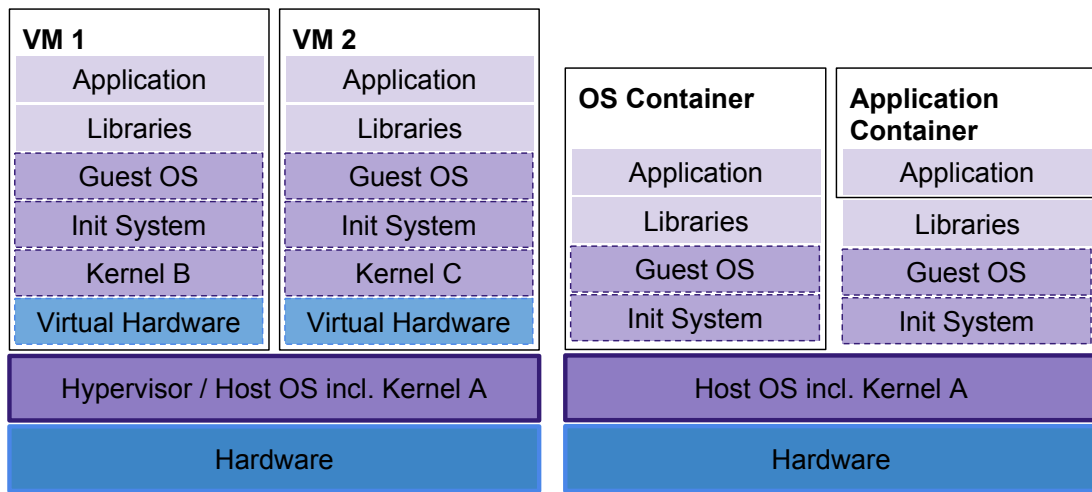 VM 1
Application
Libraries
Guest OS
Init System
Kernel B
Virtual Hardware
VM 2
Application
Libraries
Guest OS
Init System
Kernel C
Virtual Hardware
Hypervisor / Host OS incl. Kernel A
Hardware
OS Container
Application
Libraries
Guest OS
Init System
Application
Container
Application
Libraries
Guest OS
Init System
Host OS incl. Kernel A
Hardware